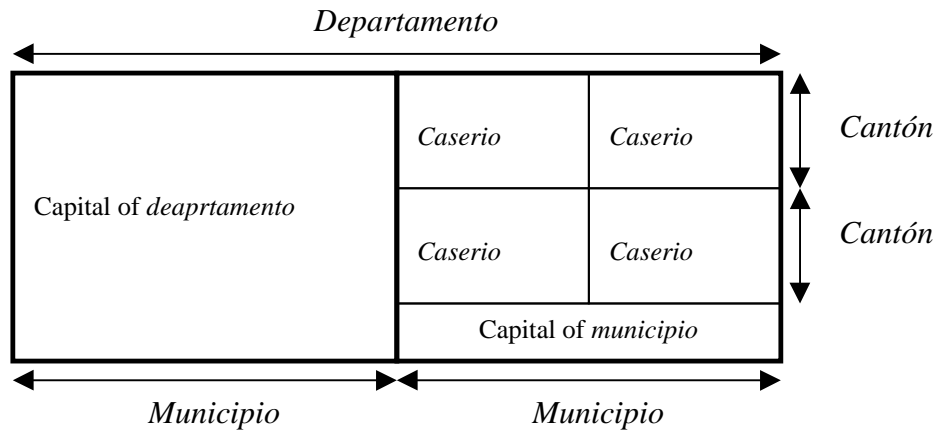 Departamento
Caserio Caserio Cantón
Capital of deaprtamento
Caserio Caserio Cantón
Capital of municipio
Municipio Municipio